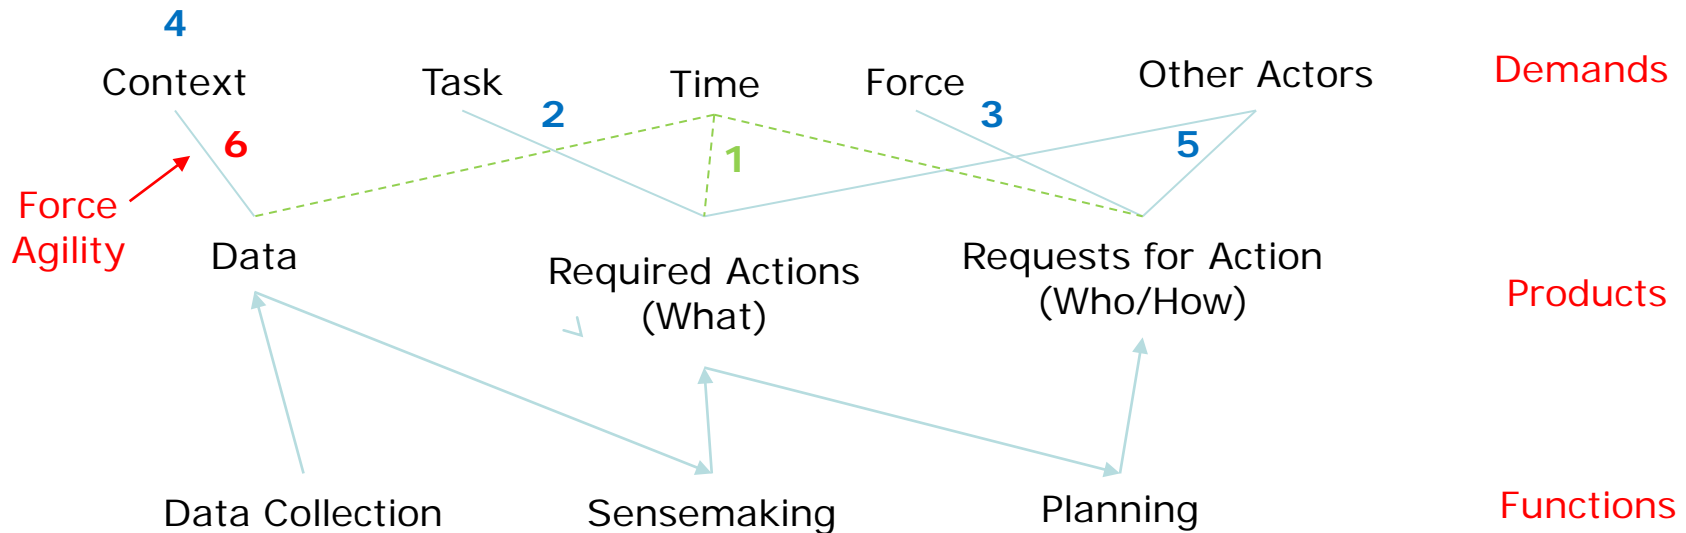 4
Context
Task
Time
Force
Other Actors
Demands
2
3
6
1
5
Force
Agility
Data
Required Actions
(What)
Requests for Action
(Who/How)
Products
Data Collection
Sensemaking
Planning
Functions